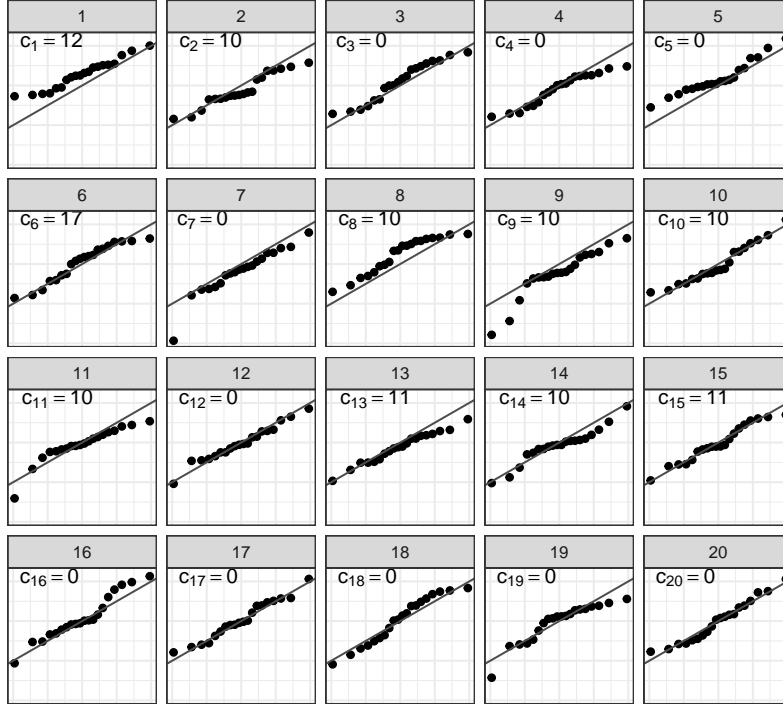 1 2 3 4 5
c₁ = 12 c₂ = 10 c₃ = 0 c₄ = 0 c₅ = 0
6 7 8 9 10
c₆ = 17 c₇ = 0 c₈ = 10 c₉ = 10 c₁₀ = 10
11 12 13 14 15
c₁₁ = 10 c₁₂ = 0 c₁₃ = 11 c₁₄ = 10 c₁₅ = 11
16 17 18 19 20
c₁₆ = 0 c₁₇ = 0 c₁₈ = 0 c₁₉ = 0 c₂₀ = 0